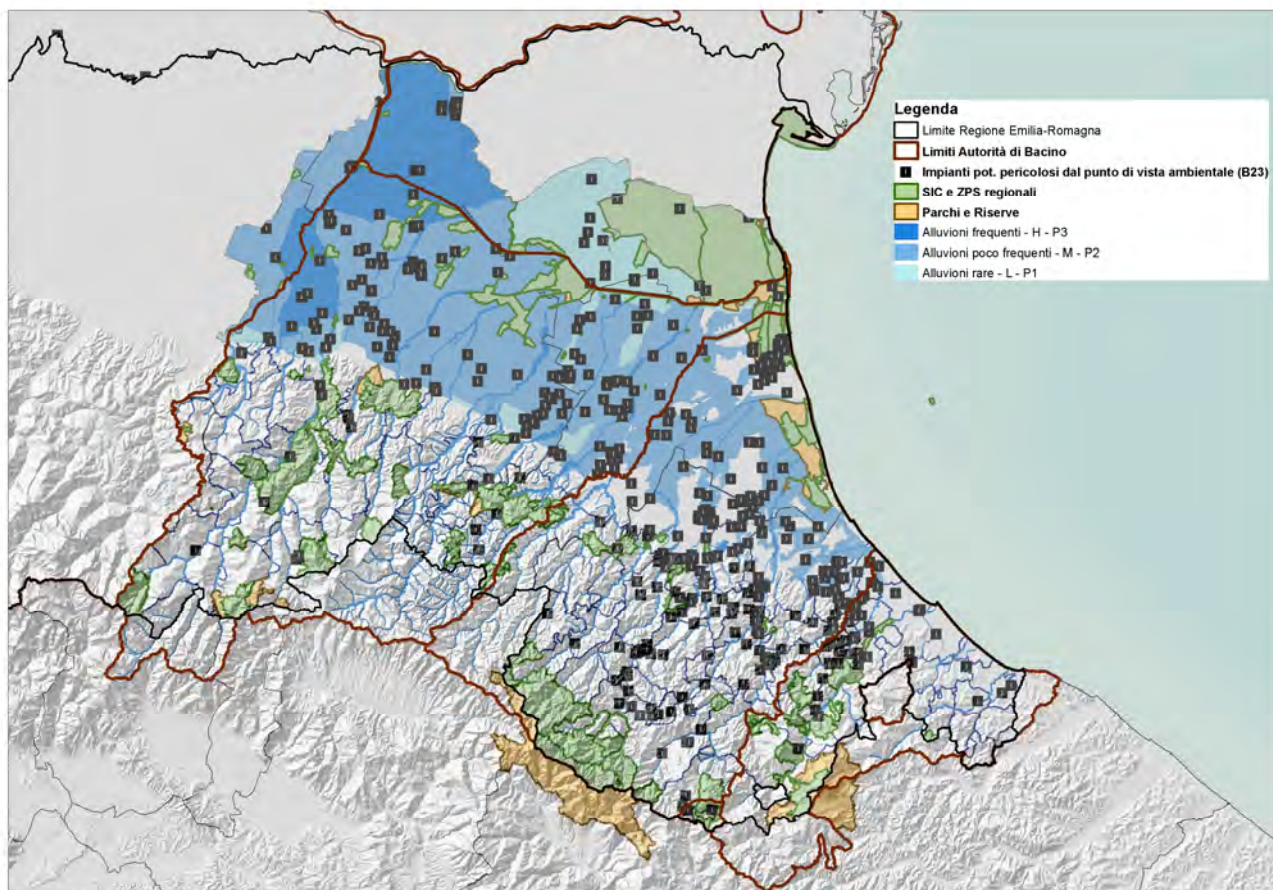 Legenda
Limite Regione Emilia-Romagna
Limiti Autorità di Bacino
Impianti pot. pericolosi dal punto di vista ambientale (B23)
SIC e ZPS regionali
Parchi e Riserve
Alluvioni frequenti - H - P3
Alluvioni poco frequenti - M - P2
Alluvioni rare - L - P1